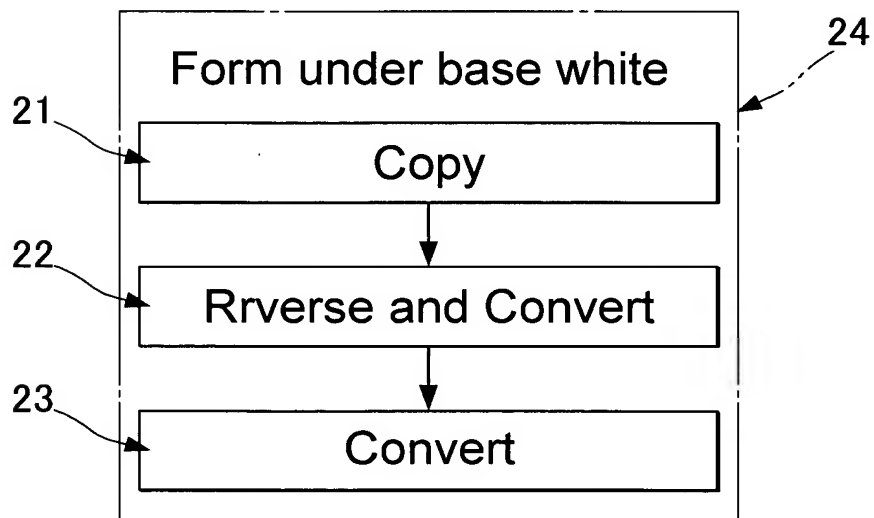 Form under base white
24
21
Copy
22
Rrverse and Convert
23
Convert